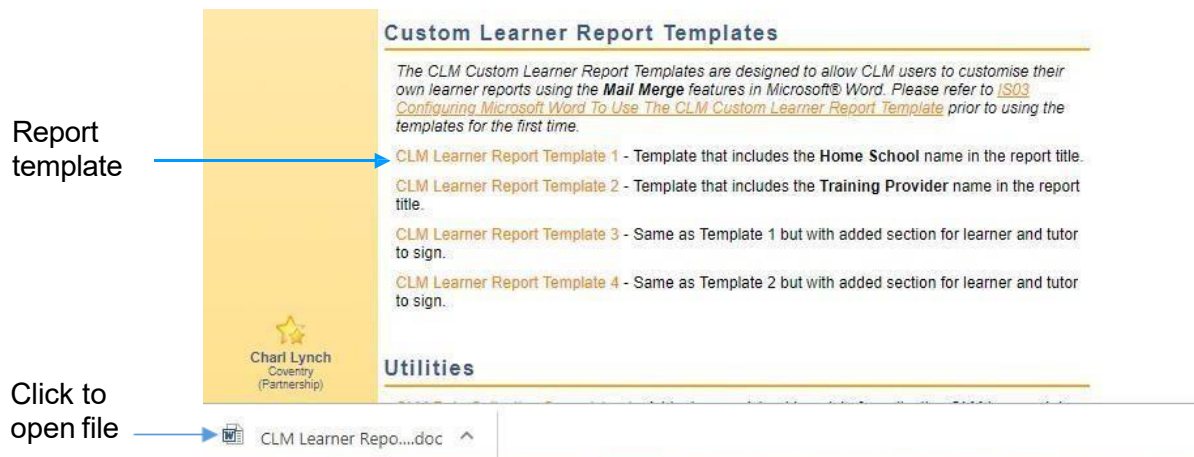 Custom Learner Report Templates
The CLM Custom Learner Report Templates are designed to allow CLM users to customise their
own learner reports using the Mail Merge features in Microsoft® Word. Please refer to IS03
Configuring Microsoft Word To Use The CLM Custom Learner Report Template prior to using the
templates for the first time.
Report
template
CLM Learner Report Template 1 - Template that includes the Home School name in the report title.
CLM Learner Report Template 2 - Template that includes the Training Provider name in the report
title.
CLM Learner Report Template 3 - Same as Template 1 but with added section for learner and tutor
to sign.
CLM Learner Report Template 4 - Same as Template 2 but with added section for learner and tutor
to sign.
Charl Lynch
Coventry
(Partnership)
Utilities
Click to
open file
CLM Learner Repo....doc